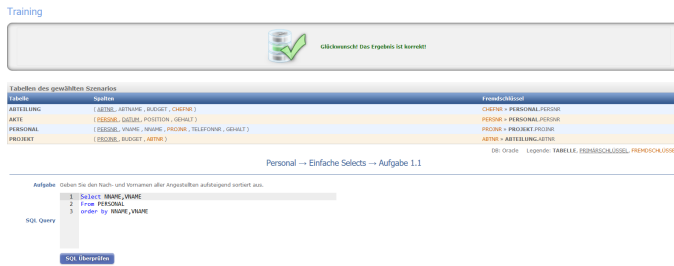 Training
Glückwunsch! Das Ergebnis ist korrekt!
Tabellen des gewählten Szenarios
Tabelle Spalten Fremdschlüssel
ABTEILUNG ( ABTNR , ABTNAME , BUDGET , CHEFNR ) CHEFNR > PERSONAL.PERSNR
AKTE ( PERSNR , DATUM , POSITION , GEHALT ) PERSNR > PERSONAL.PERSNR
PERSONAL ( PERSNR , VNAME , NNAME , PROJNR , TELEFONNR , GEHALT ) PROJNR > PROJEKT.PROJNR
PROJEKT ( PROJNR , BUDGET , ABTNR ) ABTNR > ABTEILUNG.ABTNR
DB: Oracle Legende: TABELLE, PRIMÄRSCHLÜSSEL, FREMDSCHLÜSSE
Personal → Einfache Selects → Aufgabe 1.1
Aufgabe Geben Sie den Nach- und Vornamen aller Angestellten aufsteigend sortiert aus.
SQL Query
1 Select NNAME,VNAME
2 From PERSONAL
3 order by NNAME,VNAME
SQL Überprüfen